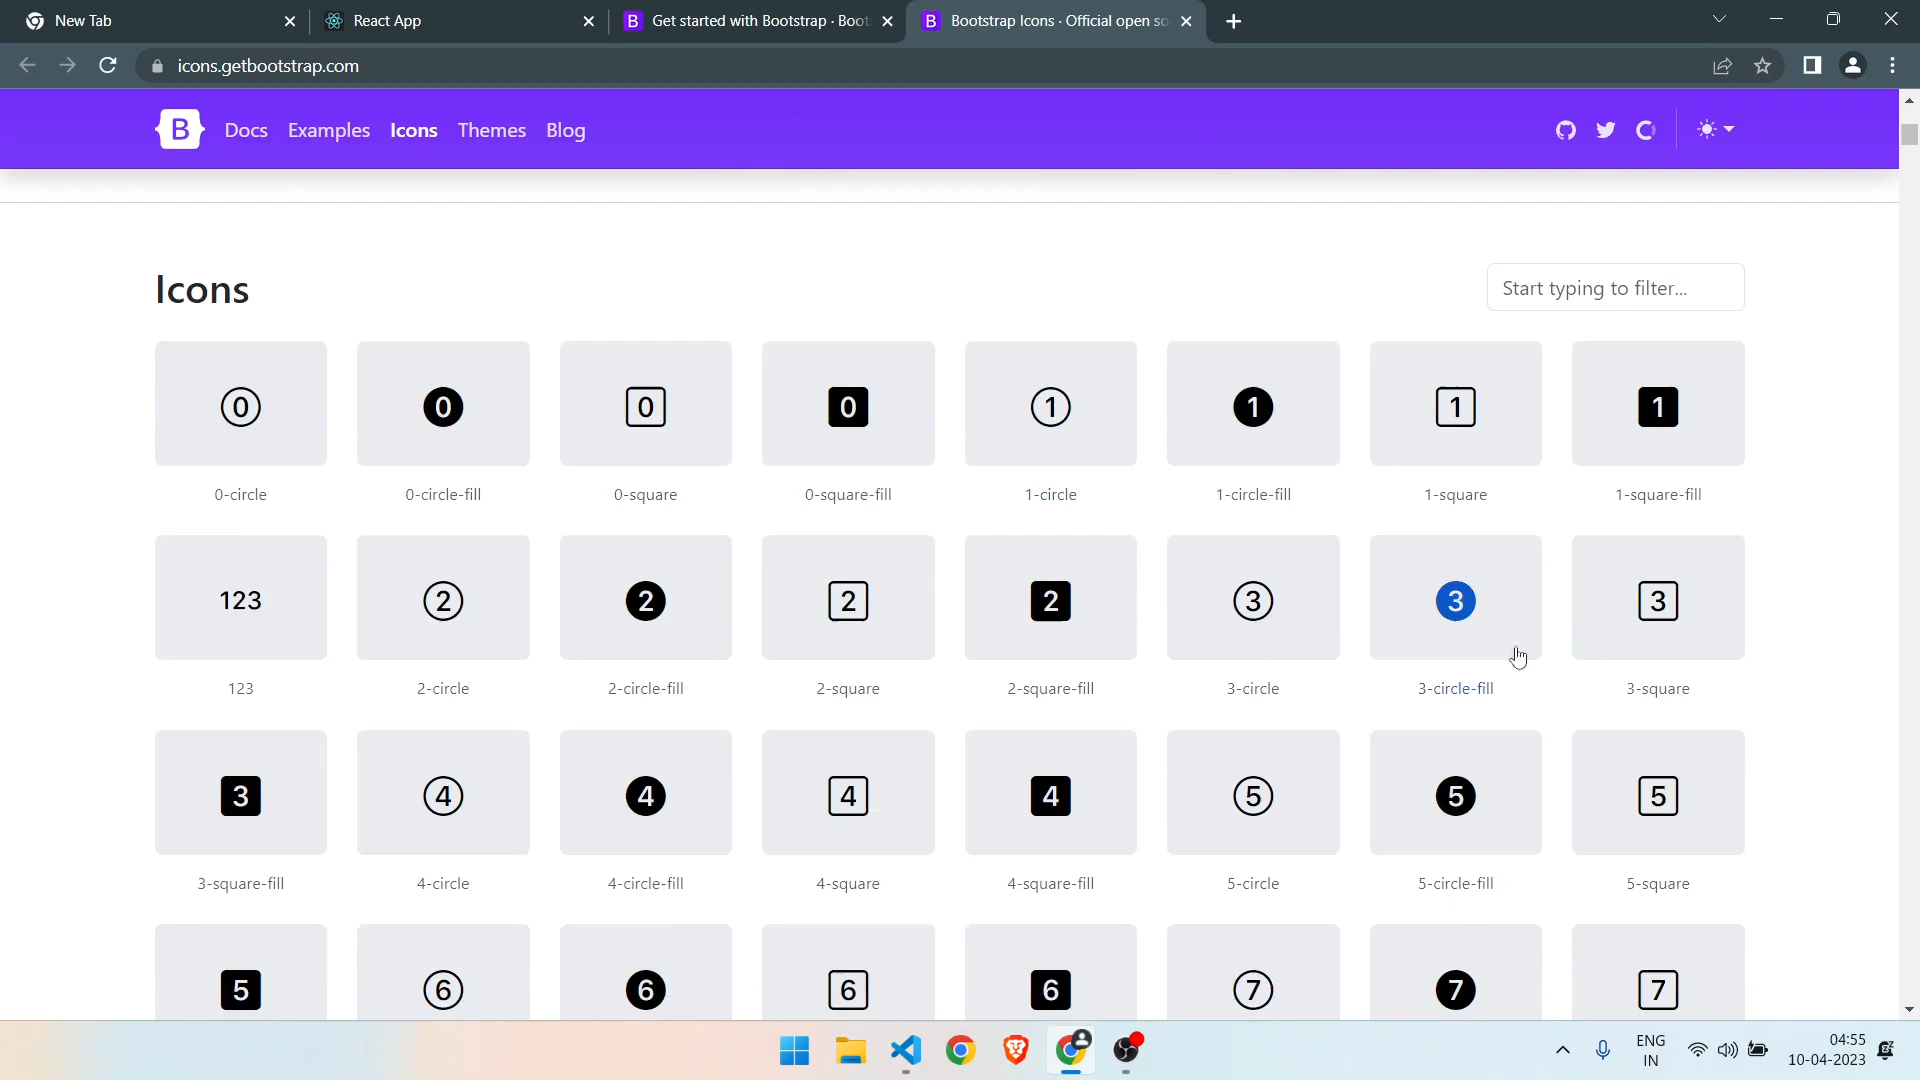 New Tab
React App
Get started with Bootstrap · Boot
Bootstrap Icons · Official open so
icons.getbootstrap.com
B Docs Examples Icons Themes Blog
Icons
Start typing to filter...
0 0 0 0 1 1 1 1
0-circle 0-circle-fill 0-square 0-square-fill 1-circle 1-circle-fill 1-square 1-square-fill
123 2 2 2 2 3 3 3
123 2-circle 2-circle-fill 2-square 2-square-fill 3-circle 3-circle-fill 3-square
3 4 4 4 4 5 5 5
3-square-fill 4-circle 4-circle-fill 4-square 4-square-fill 5-circle 5-circle-fill 5-square
5 6 6 6 6 7 7 7
ENG
IN
04:55
10-04-2023